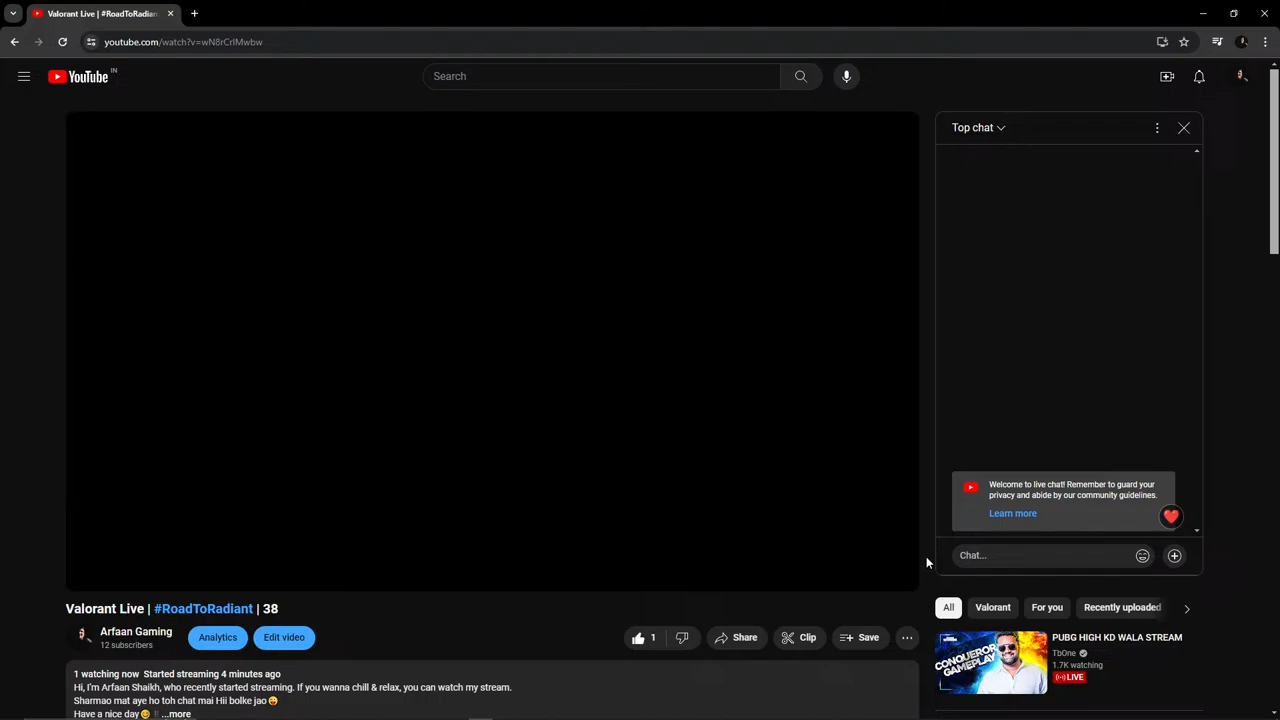 Valorant Live | #RoadToRadian
youtube.com/watch?v=wN8rCrIMwbw
YouTube IN
Search
Top chat
Welcome to live chat! Remember to guard your
privacy and abide by our community guidelines.
Learn more
Chat...
Valorant Live | #RoadToRadiant | 38
Arfaan Gaming
12 subscribers
Analytics
Edit video
1
Share
Clip
Save
1 watching now Started streaming 4 minutes ago
Hi, I'm Arfaan Shaikh, who recently started streaming. If you wanna chill & relax, you can watch my stream.
Sharmao mat aye ho toh chat mai Hii bolke jao😜
Have a nice day😊 !! ...more
All
Valorant
For you
Recently uploaded
CONQUEROR
GAMEPLAY
PUBG HIGH KD WALA STREAM
TbOne
1.7K watching
LIVE